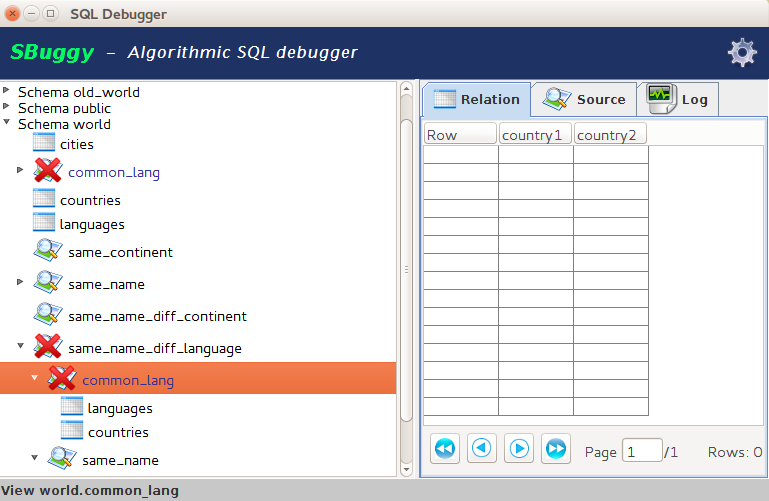 SQL Debugger
SBuggy – Algorithmic SQL debugger
Schema old_world
Schema public
Schema world
cities
common_lang
countries
languages
same_continent
same_name
same_name_diff_continent
same_name_diff_language
common_lang
languages
countries
same_name
Relation Source Log
Row country1 country2
Page 1 /1 Rows: 0
View world.common_lang